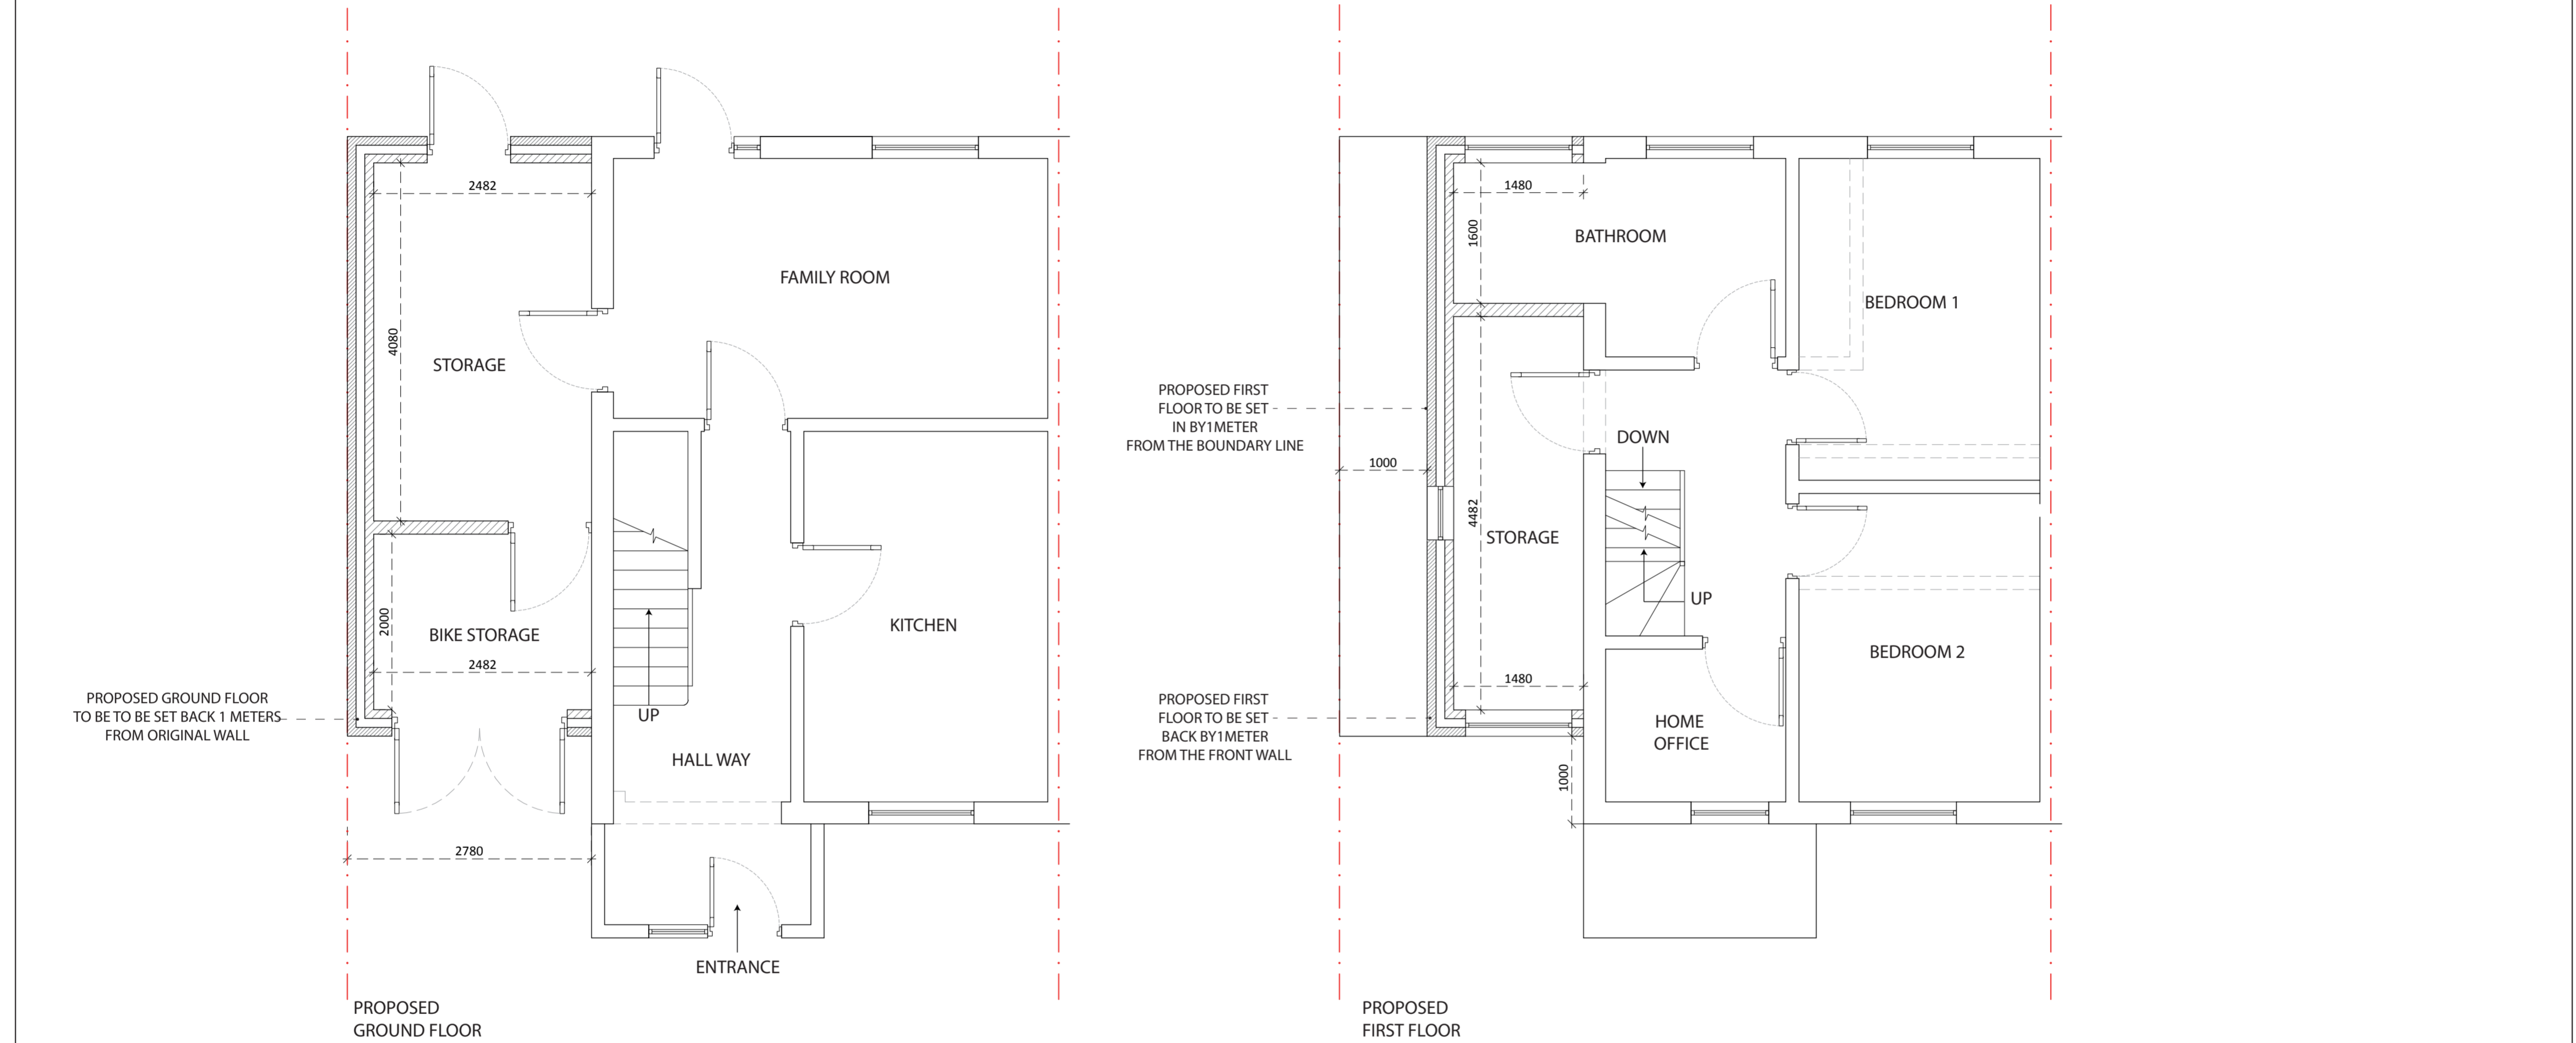 2482
FAMILY ROOM
4080
STORAGE
2000
BIKE STORAGE
2482
KITCHEN
PROPOSED GROUND FLOOR
TO BE TO BE SET BACK 1 METERS
FROM ORIGINAL WALL
UP
HALL WAY
2780
ENTRANCE
PROPOSED
GROUND FLOOR
1480
1600
BATHROOM
BEDROOM 1
PROPOSED FIRST
FLOOR TO BE SET
IN BY1METER
FROM THE BOUNDARY LINE
1000
DOWN
4482
STORAGE
UP
BEDROOM 2
1480
PROPOSED FIRST
FLOOR TO BE SET
BACK BY1METER
FROM THE FRONT WALL
HOME
OFFICE
1000
PROPOSED
FIRST FLOOR